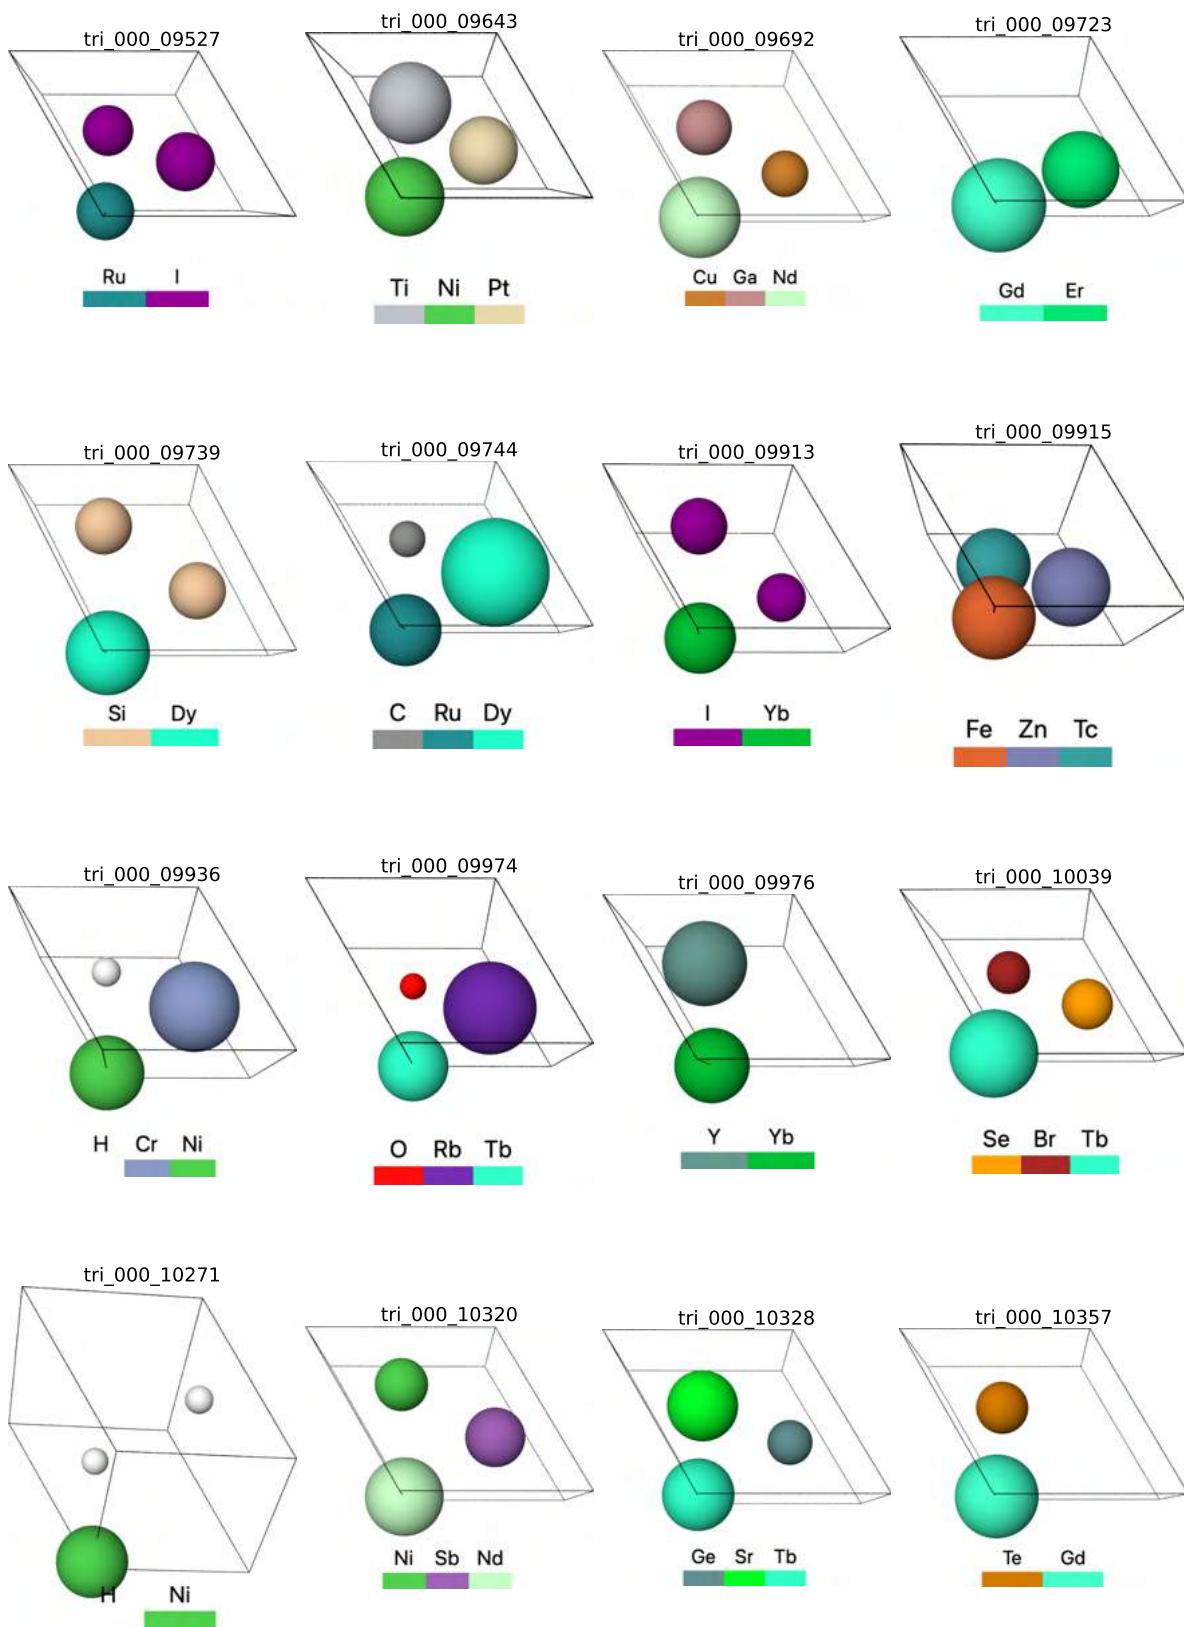 tri_000_09527
tri_000_09643
tri_000_09692
tri_000_09723
Ru I
Ti Ni Pt
Cu Ga Nd
Gd Er
tri_000_09739
tri_000_09744
tri_000_09913
tri_000_09915
Si Dy
C Ru Dy
I Yb
Fe Zn Tc
tri_000_09936
tri_000_09974
tri_000_09976
tri_000_10039
H Cr Ni
O Rb Tb
Y Yb
Se Br Tb
tri_000_10271
tri_000_10320
tri_000_10328
tri_000_10357
H Ni
Ni Sb Nd
Ge Sr Tb
Te Gd